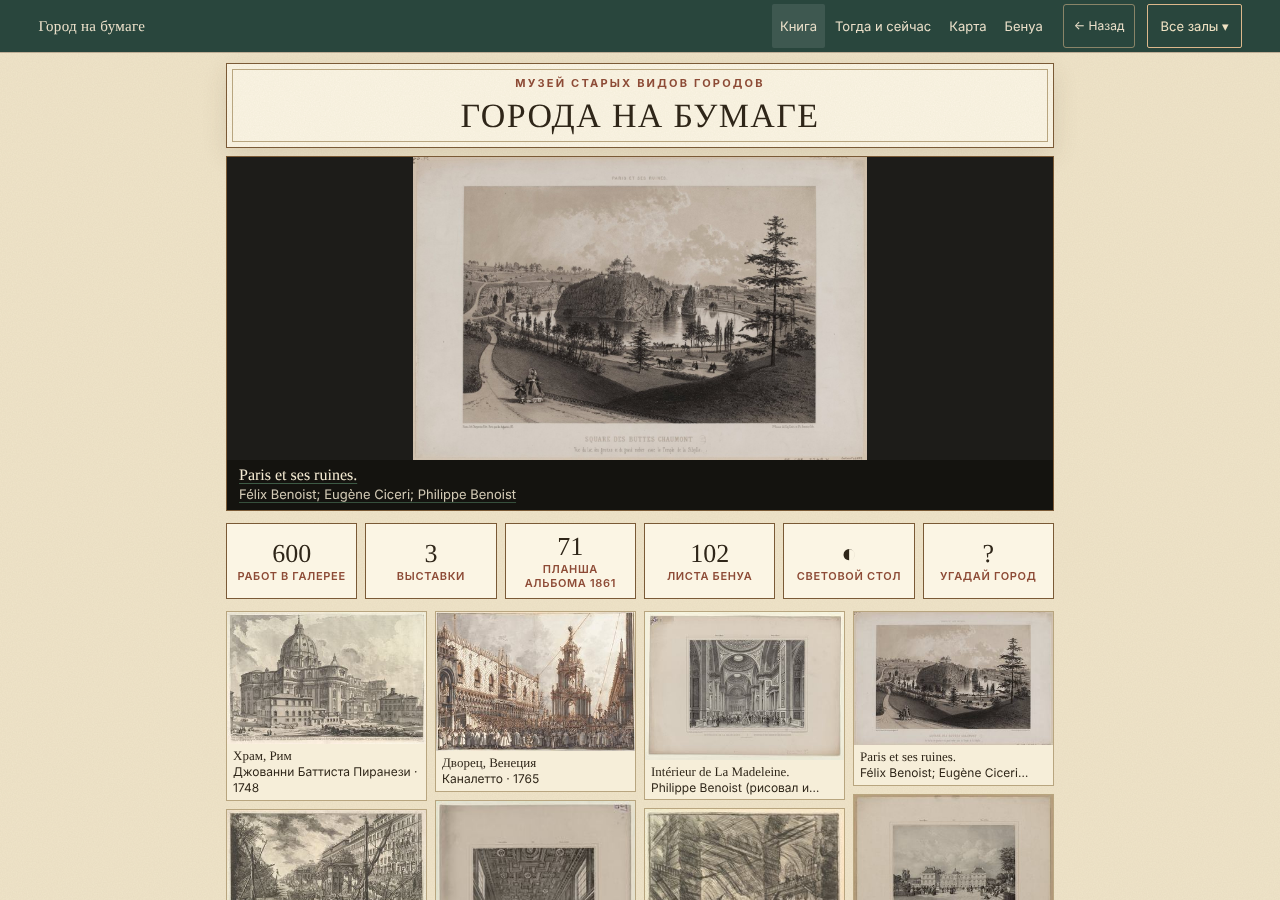 Город на бумаге
Книга
Тогда и сейчас
Карта
Бенуа
← Назад
Все залы ▾
МУЗЕЙ СТАРЫХ ВИДОВ ГОРОДОВ
ГОРОДА НА БУМАГЕ
PARIS ET SES RUINES
SQUARE DES BUTTES CHAUMONT
Paris et ses ruines.
Félix Benoist; Eugène Ciceri; Philippe Benoist
600
РАБОТ В ГАЛЕРЕЕ
3
ВЫСТАВКИ
71
ПЛАНША
АЛЬБОМА 1861
102
ЛИСТА БЕНУА
СВЕТОВОЙ СТОЛ
?
УГАДАЙ ГОРОД
Храм, Рим
Джованни Баттиста Пиранези ·
1748
Дворец, Венеция
Каналетто · 1765
Intérieur de La Madeleine.
Philippe Benoist (рисовал и…
Paris et ses ruines.
Félix Benoist; Eugène Ciceri…